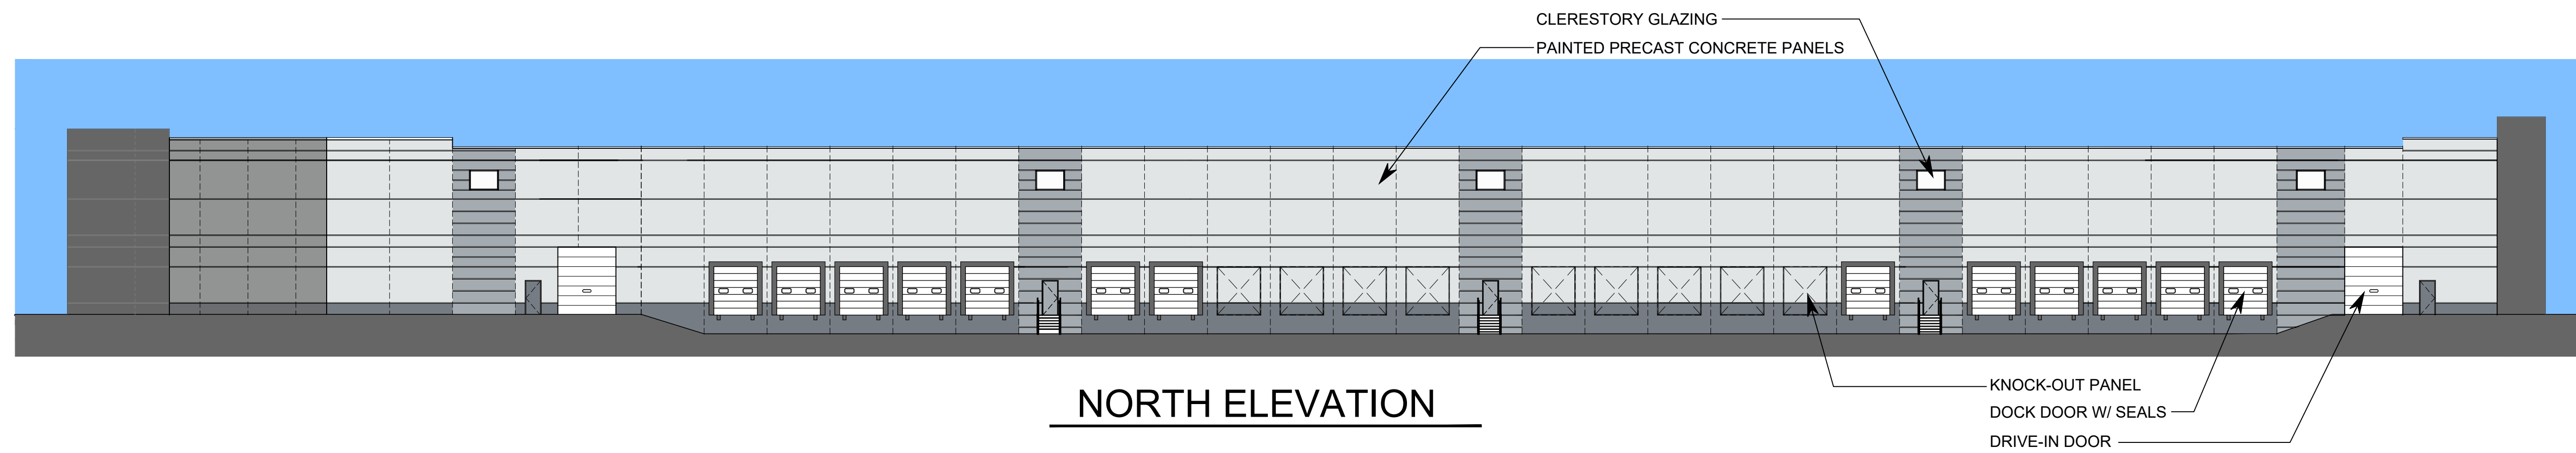 CLERESTORY GLAZING
PAINTED PRECAST CONCRETE PANELS
KNOCK-OUT PANEL
DOCK DOOR W/ SEALS
DRIVE-IN DOOR
NORTH ELEVATION